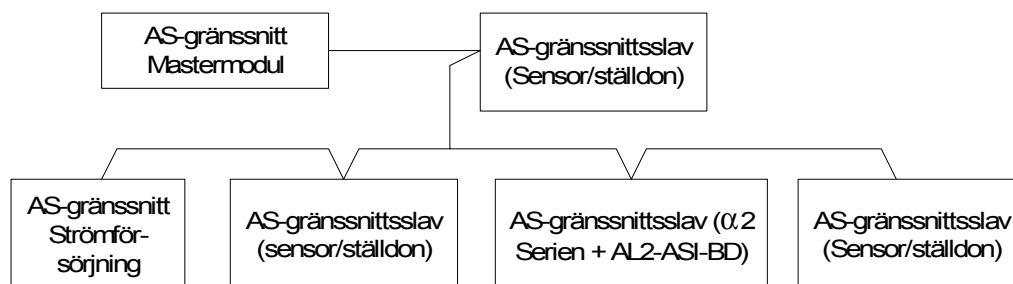 AS-gränssnitt
Mastermodul
AS-gränssnittsslav
(Sensor/ställdon)
AS-gränssnitt
Strömför-
sörjning
AS-gränssnittsslav
(sensor/ställdon)
AS-gränssnittsslav (α2
Serien + AL2-ASI-BD)
AS-gränssnittsslav
(Sensor/ställdon)